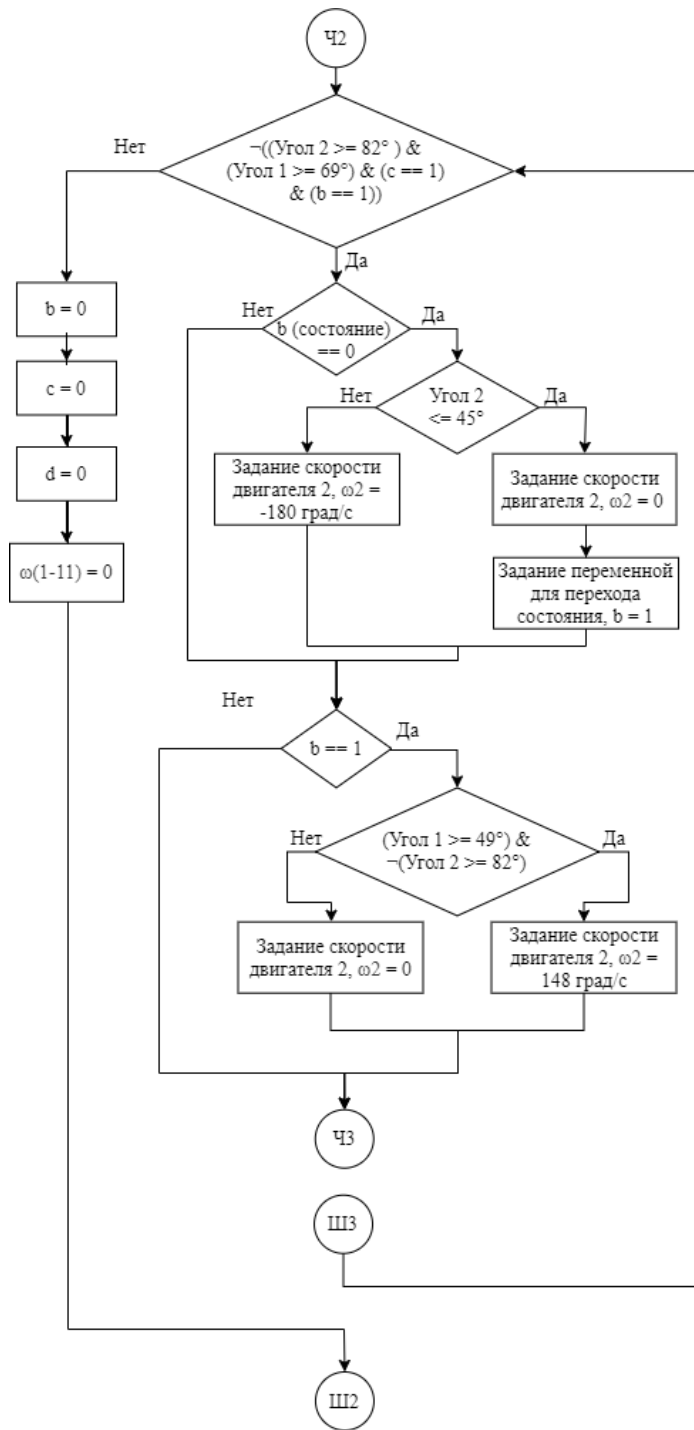 Ч2
Нет
¬((Угол 2 >= 82° ) &
(Угол 1 >= 69°) & (c == 1)
& (b == 1))
Да
b = 0
Нет
b (состояние)
== 0
Да
c = 0
Нет
Угол 2
<= 45°
Да
d = 0
Задание скорости
двигателя 2, ω2 =
-180 град/с
Задание скорости
двигателя 2, ω2 = 0
ω(1-11) = 0
Задание переменной
для перехода
состояния, b = 1
Нет
b == 1
Да
Нет
(Угол 1 >= 49°) &
¬(Угол 2 >= 82°)
Да
Задание скорости
двигателя 2, ω2 = 0
Задание скорости
двигателя 2, ω2 =
148 град/с
Ч3
Ш3
Ш2